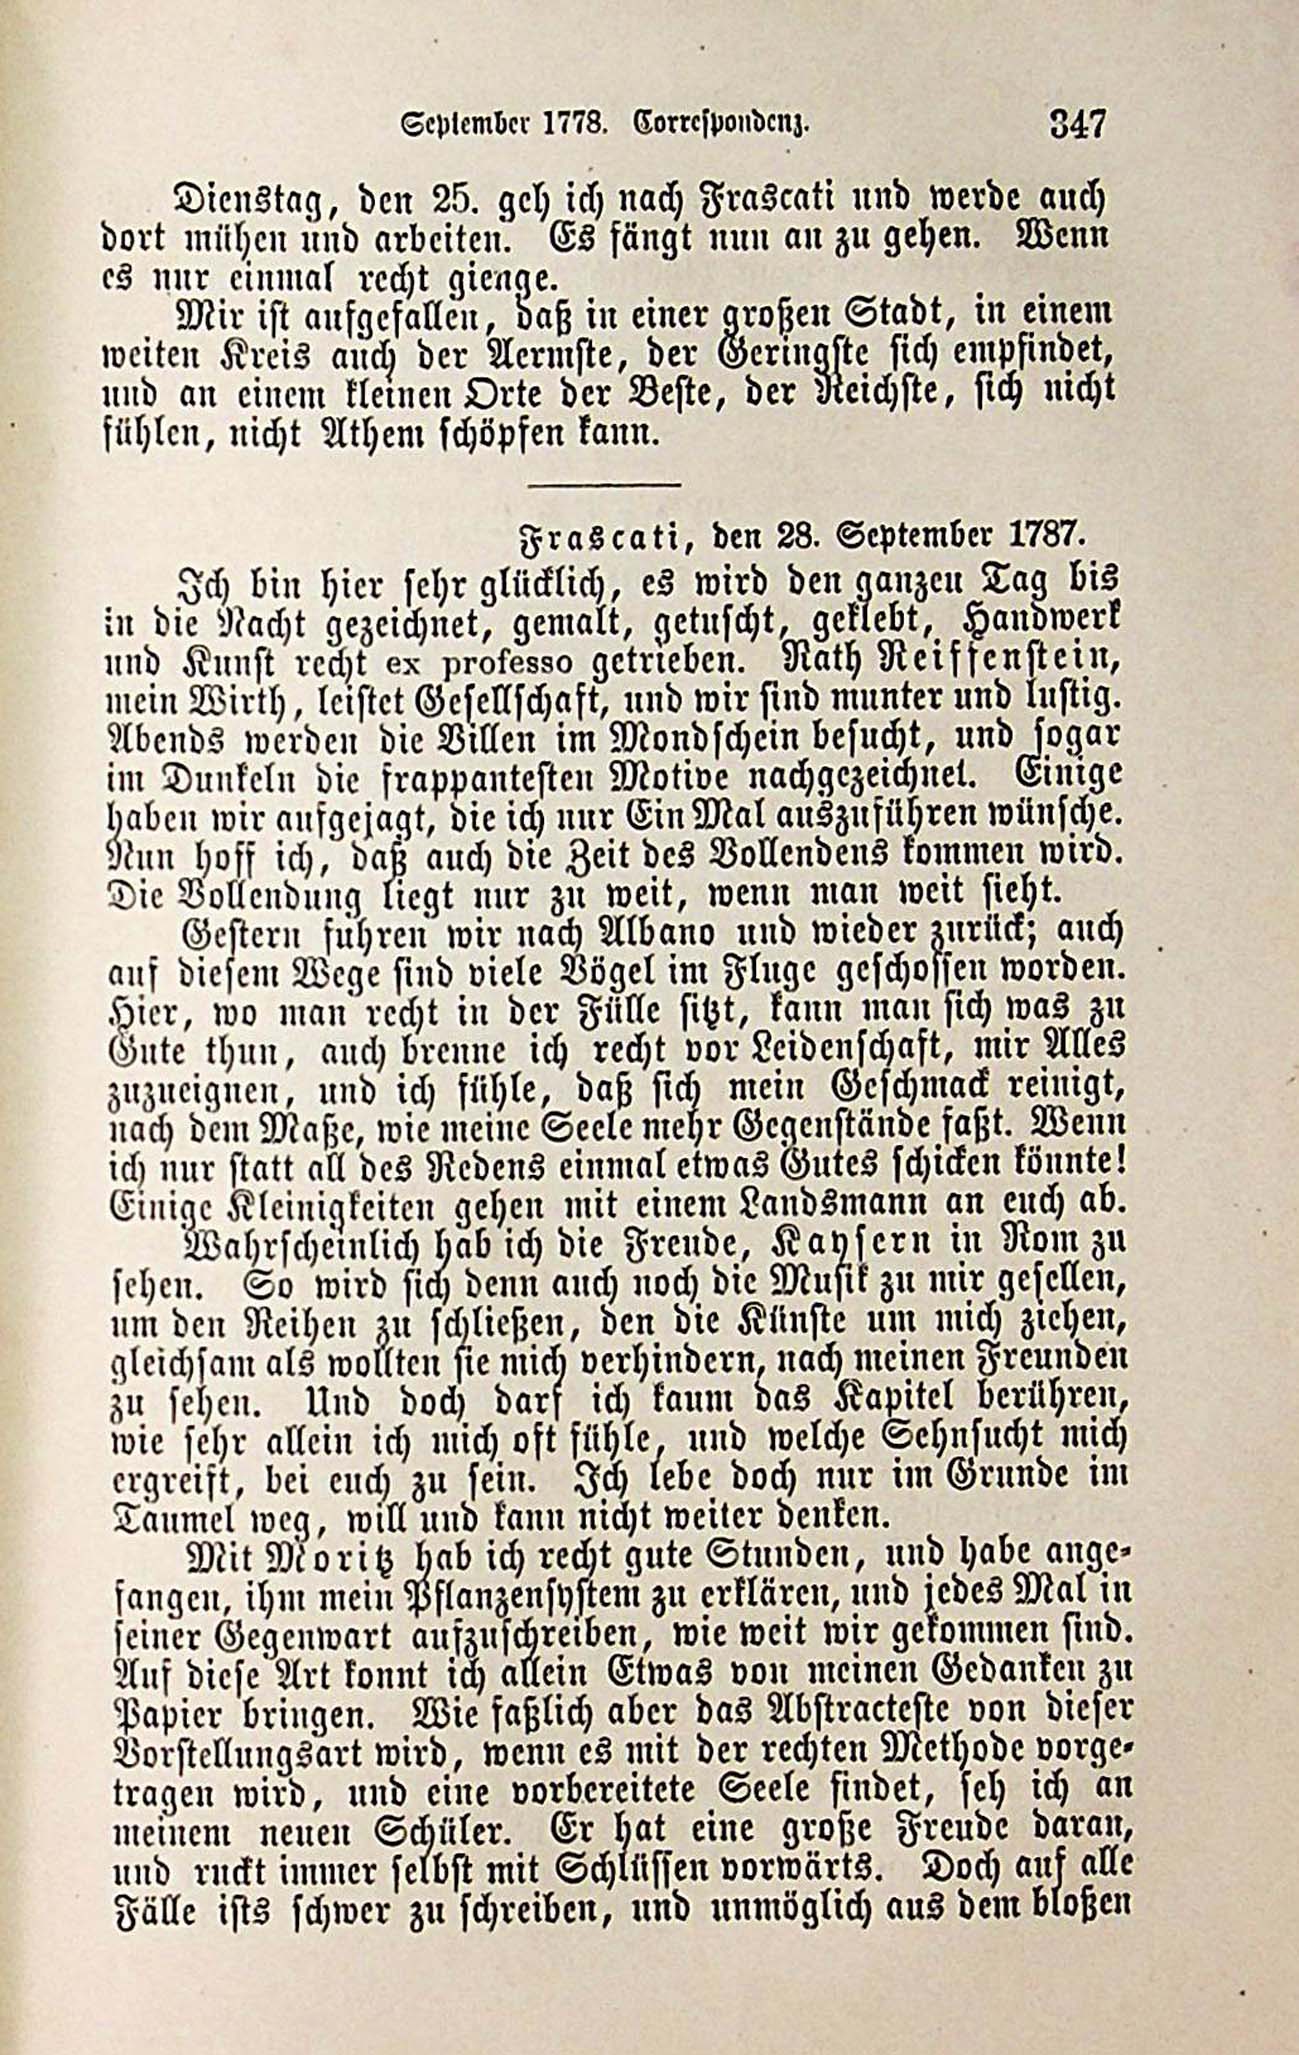 September 1778. Correspondenz. 347
Dienstag, den 25. geh ich nach Frascati und werde auch
dort mühen und arbeiten. Es fängt nun an zu gehen. Wenn
es nur einmal recht gienge.
Mir ist aufgefallen, daß in einer großen Stadt, in einem
weiten Kreis auch der Aermste, der Geringste sich empfindet,
und an einem kleinen Orte der Beste, der Reichste, sich nicht
fühlen, nicht Athem schöpfen kann.
Frascati, den 28. September 1787.
Ich bin hier sehr glücklich, es wird den ganzen Tag bis
in die Nacht gezeichnet, gemalt, getuscht, geklebt, Handwerk
und Kunst recht ex professo getrieben. Rath Reiffenstein,
mein Wirth, leistet Gesellschaft, und wir sind munter und lustig.
Abends werden die Villen im Mondschein besucht, und sogar
im Dunkeln die frappantesten Motive nachgezeichnet. Einige
haben wir aufgejagt, die ich nur Ein Mal auszuführen wünsche.
Nun hoff ich, daß auch die Zeit des Vollendens kommen wird.
Die Vollendung liegt nur zu weit, wenn man weit sieht.
Gestern fuhren wir nach Albano und wieder zurück; auch
auf diesem Wege sind viele Vögel im Fluge geschossen worden.
Hier, wo man recht in der Fülle sitzt, kann man sich was zu
Gute thun, auch brenne ich recht vor Leidenschaft, mir Alles
zuzueignen, und ich fühle, daß sich mein Geschmack reinigt,
nach dem Maße, wie meine Seele mehr Gegenstände faßt. Wenn
ich nur statt all des Redens einmal etwas Gutes schicken könnte!
Einige Kleinigkeiten gehen mit einem Landsmann an euch ab.
Wahrscheinlich hab ich die Freude, Kaysern in Rom zu
sehen. So wird sich denn auch noch die Musik zu mir gesellen,
um den Reihen zu schließen, den die Künste um mich ziehen,
gleichsam als wollten sie mich verhindern, nach meinen Freunden
zu sehen. Und doch darf ich kaum das Kapitel berühren,
wie sehr allein ich mich oft fühle, und welche Sehnsucht mich
ergreift, bei euch zu sein. Ich lebe doch nur im Grunde im
Taumel weg, will und kann nicht weiter denken.
Mit Moritz hab ich recht gute Stunden, und habe ange-
fangen, ihm mein Pflanzensystem zu erklären, und jedes Mal in
seiner Gegenwart aufzuschreiben, wie weit wir gekommen sind.
Auf diese Art konnt ich allein Etwas von meinen Gedanken zu
Papier bringen. Wie faßlich aber das Abstracteste von dieser
Vorstellungsart wird, wenn es mit der rechten Methode vorge-
tragen wird, und eine vorbereitete Seele findet, seh ich an
meinem neuen Schüler. Er hat eine große Freude daran,
und ruckt immer selbst mit Schlüssen vorwärts. Doch auf alle
Fälle ists schwer zu schreiben, und unmöglich aus dem bloßen